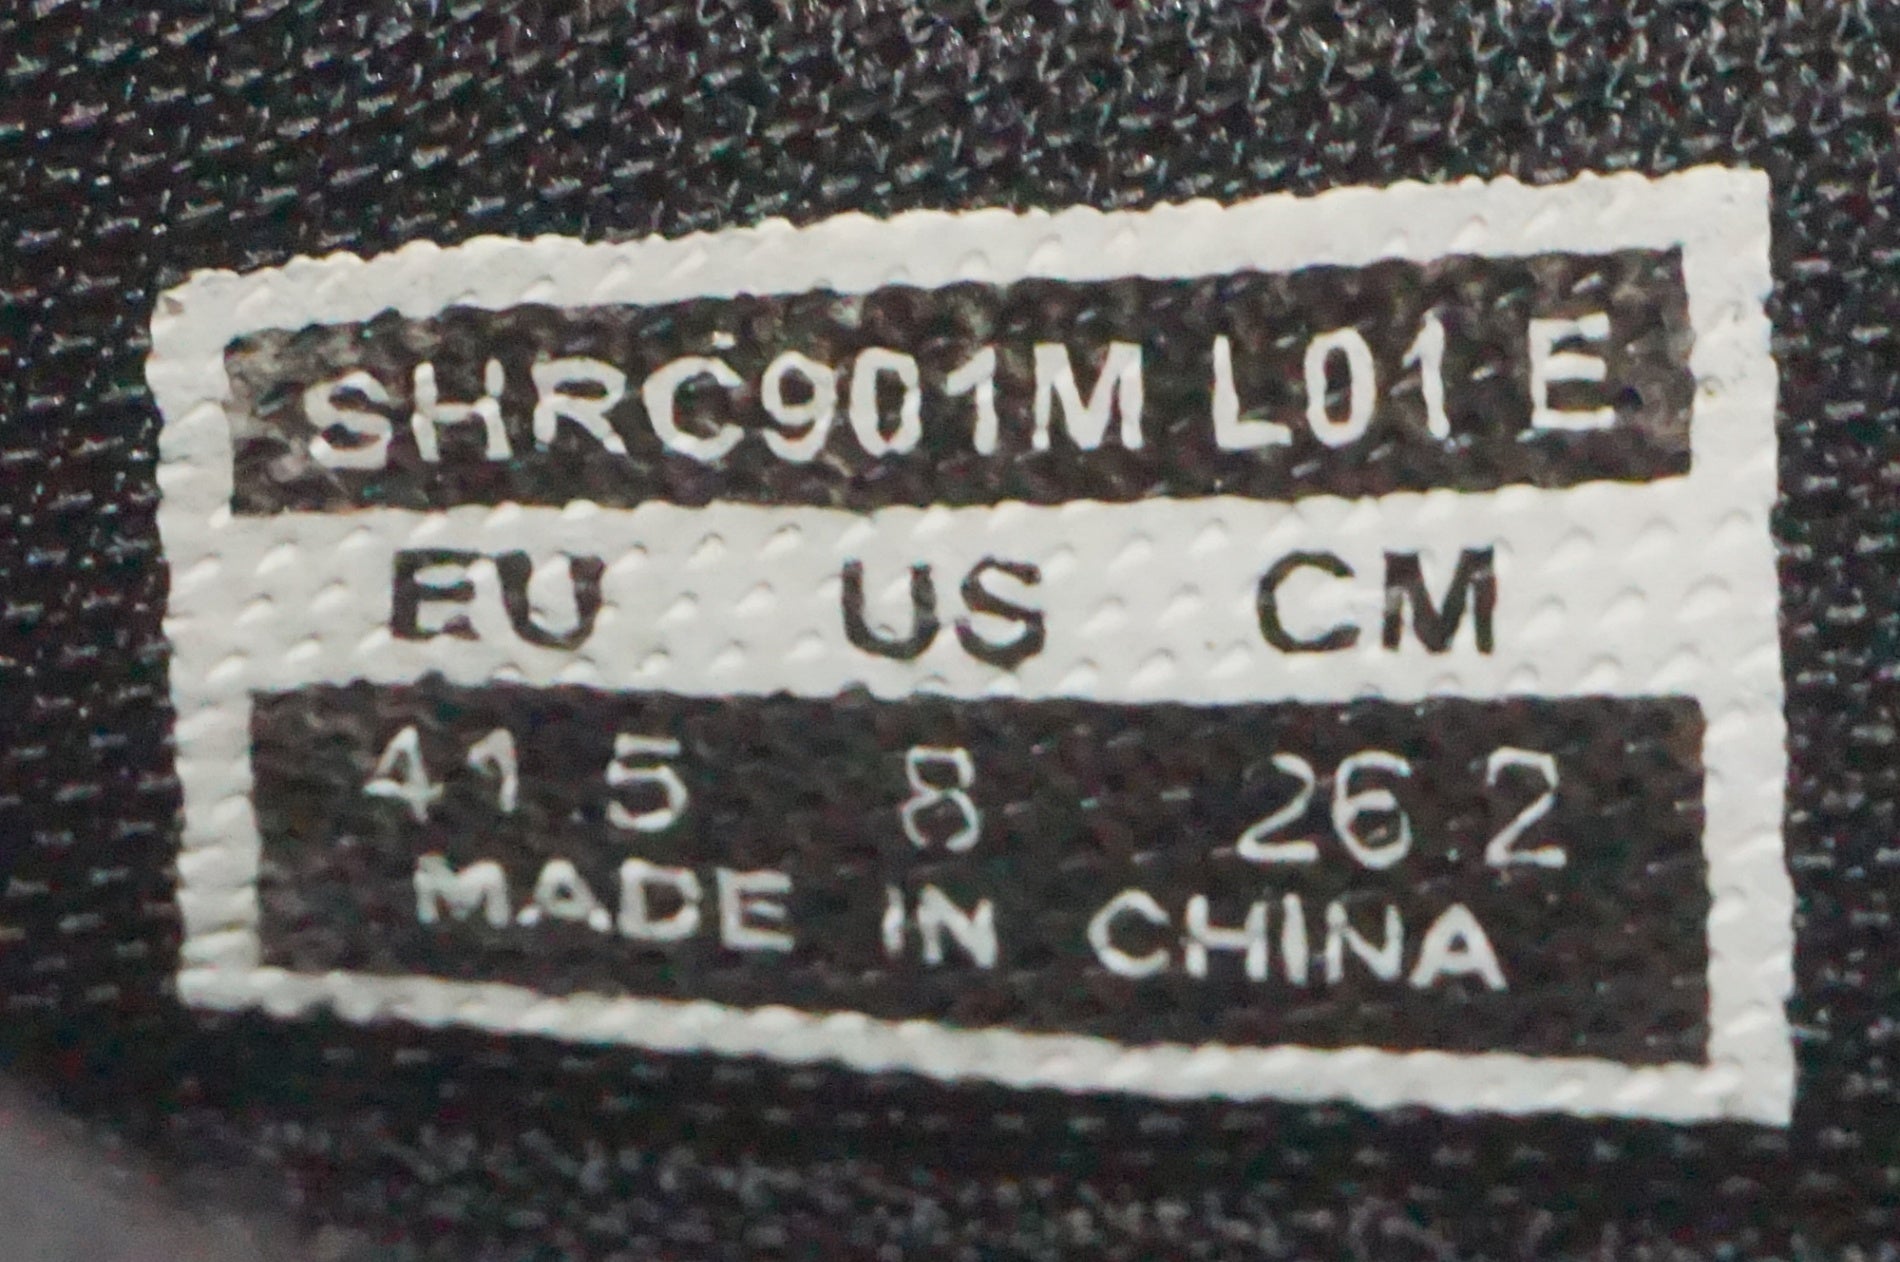 SHRC901M L01 E
EU US CM
41 5 8 26 2
MADE IN CHINA